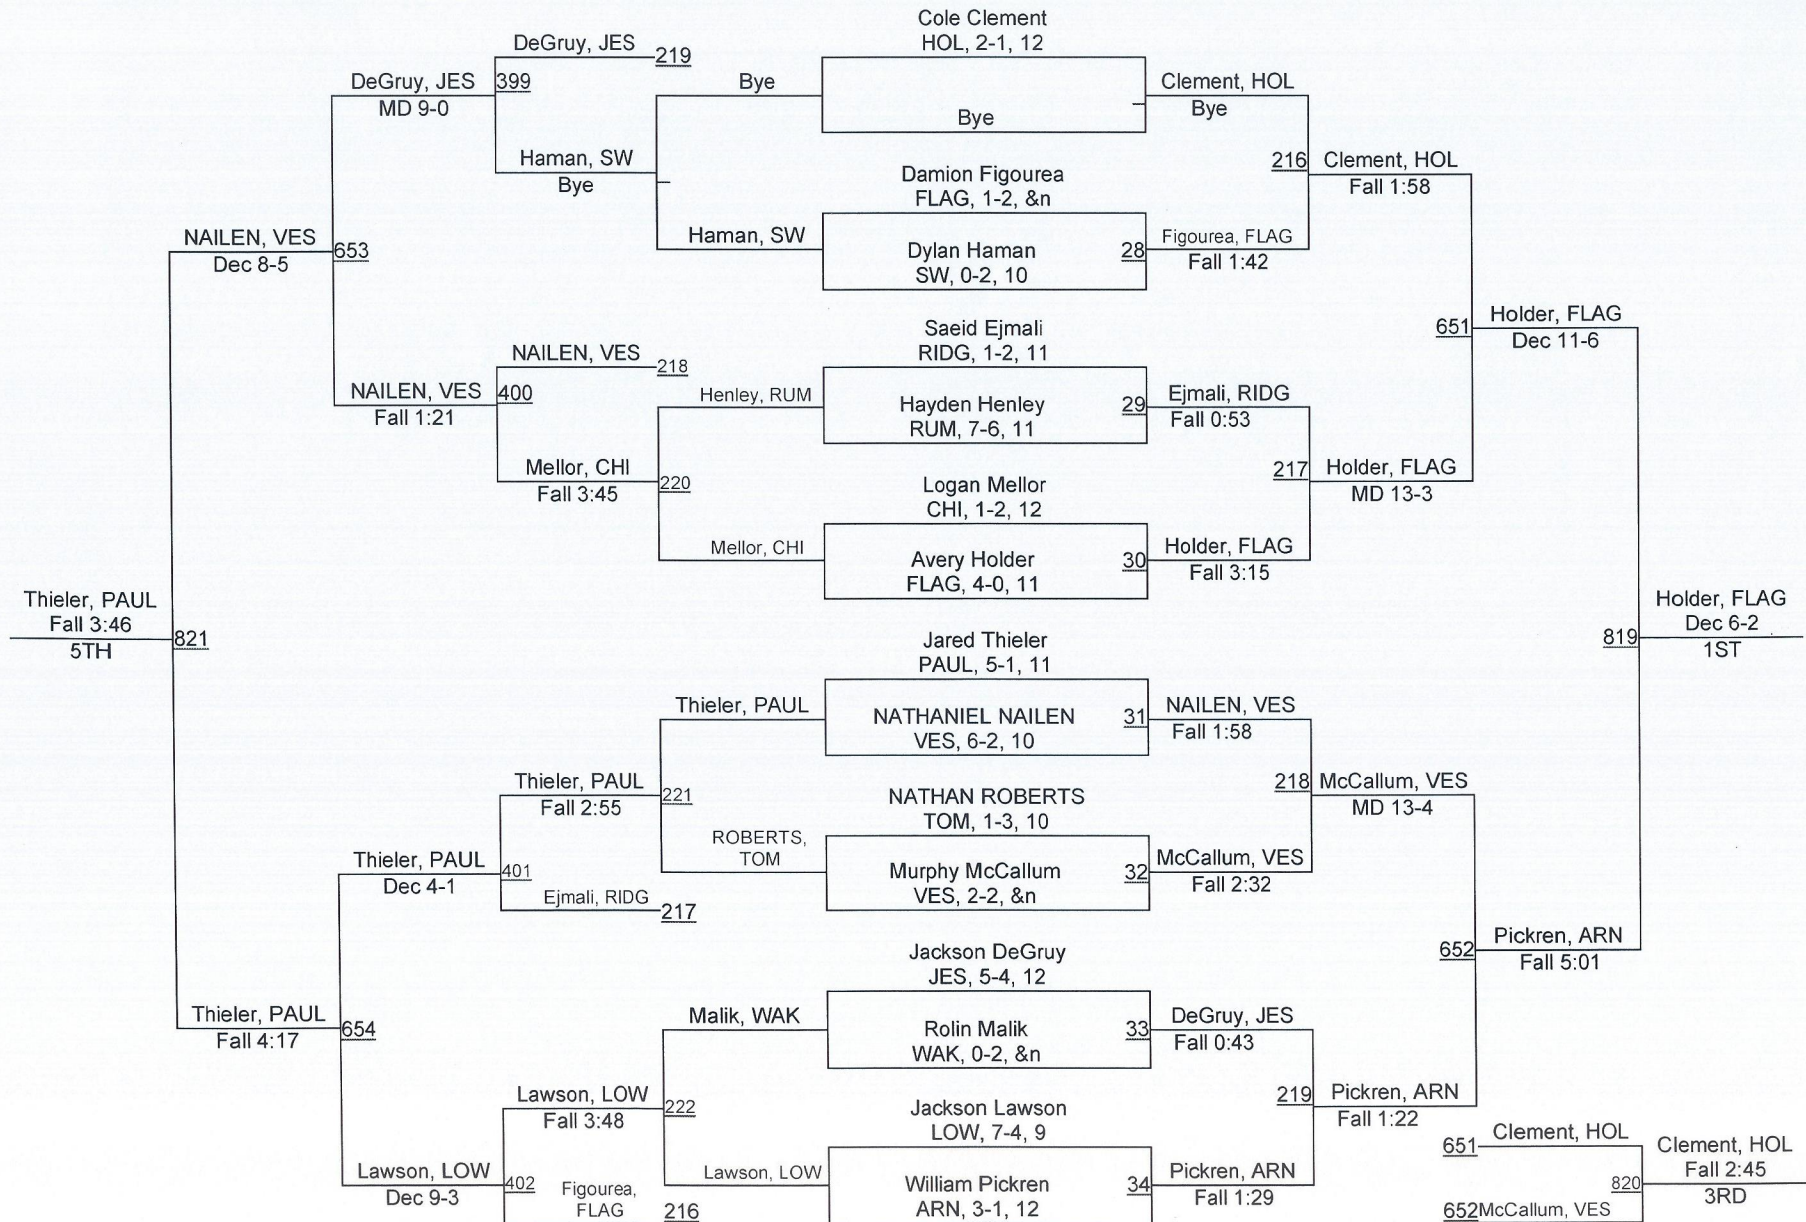 Cole Clement
HOL, 2-1, 12
DeGruy, JES
219
DeGruy, JES
399
MD 9-0
Bye
Clement, HOL
Bye
Bye
Haman, SW
Bye
216
Clement, HOL
Fall 1:58
Damion Figourea
FLAG, 1-2, &n
NAILEN, VES
Dec 8-5
653
Haman, SW
Dylan Haman
SW, 0-2, 10
28
Figourea, FLAG
Fall 1:42
Saeid Ejmali
RIDG, 1-2, 11
651
Holder, FLAG
Dec 11-6
NAILEN, VES
218
NAILEN, VES
400
Fall 1:21
Henley, RUM
Hayden Henley
RUM, 7-6, 11
29
Ejmali, RIDG
Fall 0:53
Mellor, CHI
Fall 3:45
220
Logan Mellor
CHI, 1-2, 12
217
Holder, FLAG
MD 13-3
Mellor, CHI
Avery Holder
FLAG, 4-0, 11
30
Holder, FLAG
Fall 3:15
Thieler, PAUL
Fall 3:46
5TH
821
Jared Thieler
PAUL, 5-1, 11
819
Holder, FLAG
Dec 6-2
1ST
Thieler, PAUL
NATHANIEL NAILEN
VES, 6-2, 10
31
NAILEN, VES
Fall 1:58
Thieler, PAUL
Fall 2:55
221
NATHAN ROBERTS
TOM, 1-3, 10
218
McCallum, VES
MD 13-4
ROBERTS,
TOM
Murphy McCallum
VES, 2-2, &n
32
McCallum, VES
Fall 2:32
Thieler, PAUL
Dec 4-1
401
Ejmali, RIDG
217
Jackson DeGruy
JES, 5-4, 12
652
Pickren, ARN
Fall 5:01
Thieler, PAUL
Fall 4:17
654
Malik, WAK
Rolin Malik
WAK, 0-2, &n
33
DeGruy, JES
Fall 0:43
Lawson, LOW
Fall 3:48
222
Jackson Lawson
LOW, 7-4, 9
219
Pickren, ARN
Fall 1:22
Lawson, LOW
Dec 9-3
402
Figourea,
FLAG
216
Lawson, LOW
William Pickren
ARN, 3-1, 12
34
Pickren, ARN
Fall 1:29
651
Clement, HOL
652
McCallum, VES
820
Clement, HOL
Fall 2:45
3RD